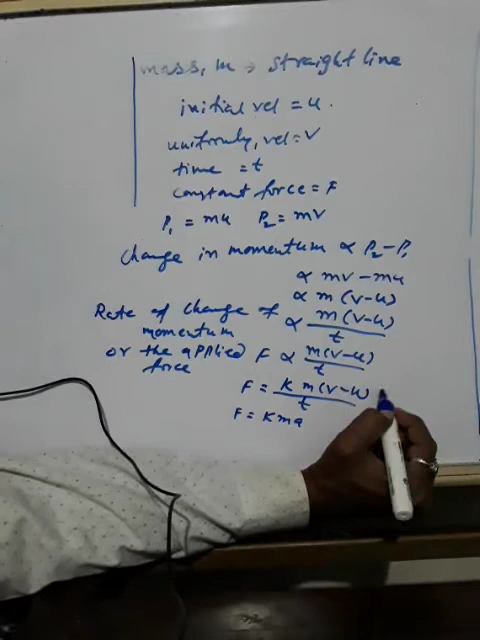 mass, m → straight line
initial vel = u.
uniformly, vel = v
time = t
constant force = F
P₁ = mu P₂ = mv
Change in momentum ∝ P₂ - P₁
∝ mv - mu
∝ m (v-u)
Rate of change of momentum ∝ m(v-u)/t
or the applied force F ∝ m(v-u)/t
F = K m(v-u)/t
F = Kma